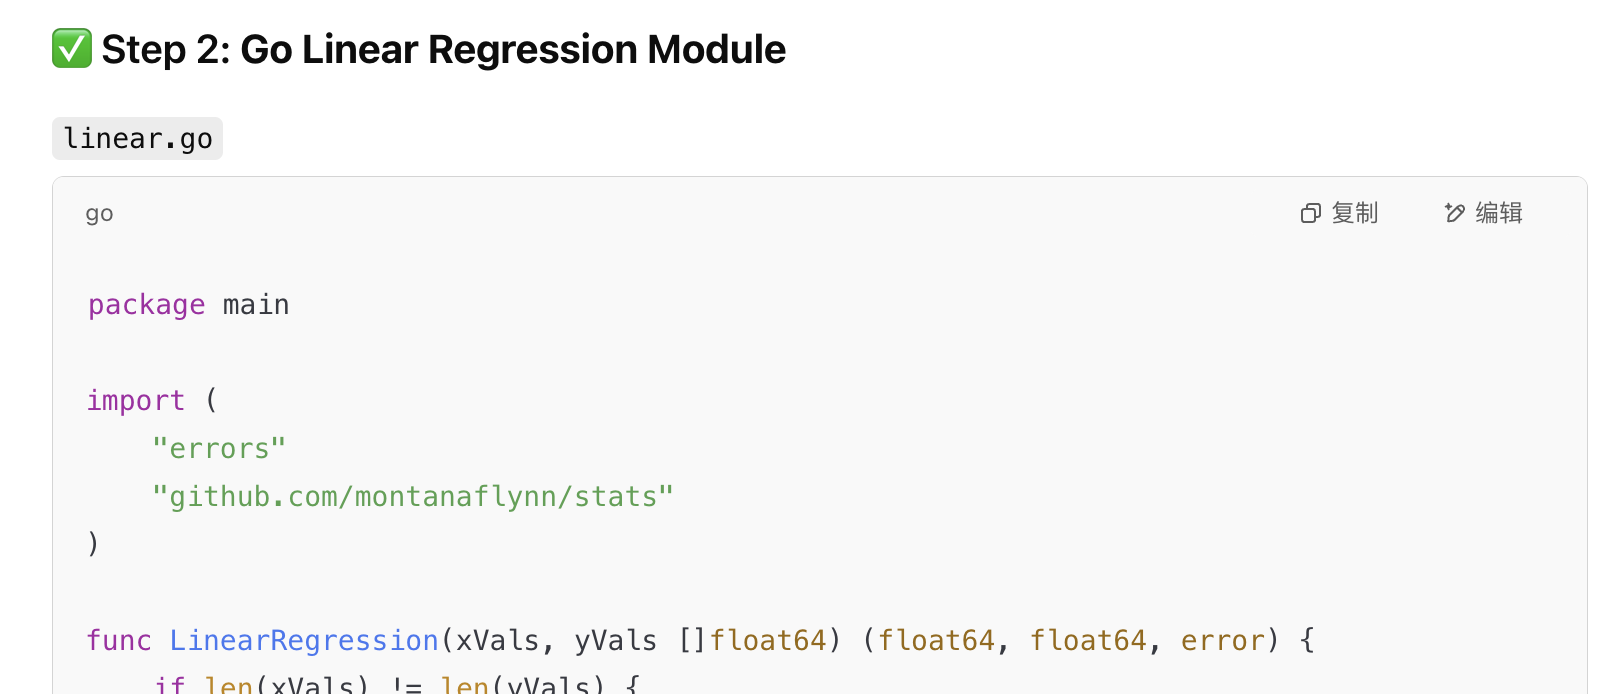 ✅ Step 2: Go Linear Regression Module
linear.go
go
复制
编辑
package main
import (
    "errors"
    "github.com/montanaflynn/stats"
)
func LinearRegression(xVals, yVals []float64) (float64, float64, error) {
    if len(xVals) != len(yVals) {